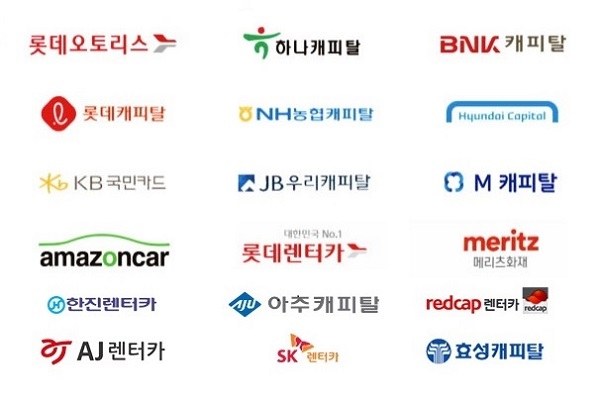 롯데오토리스
하나캐피탈
BNK 캐피탈
롯데캐피탈
NH농협캐피탈
Hyundai Capital
Kb KB 국민카드
JB 우리캐피탈
M 캐피탈
amazoncar
대한민국 No.1
롯데렌터카
meritz
메리츠화재
H 한진렌터카
AJU 아주캐피탈
redcap 렌터카 redcap
AJ 렌터카
SK 렌터카
효성캐피탈